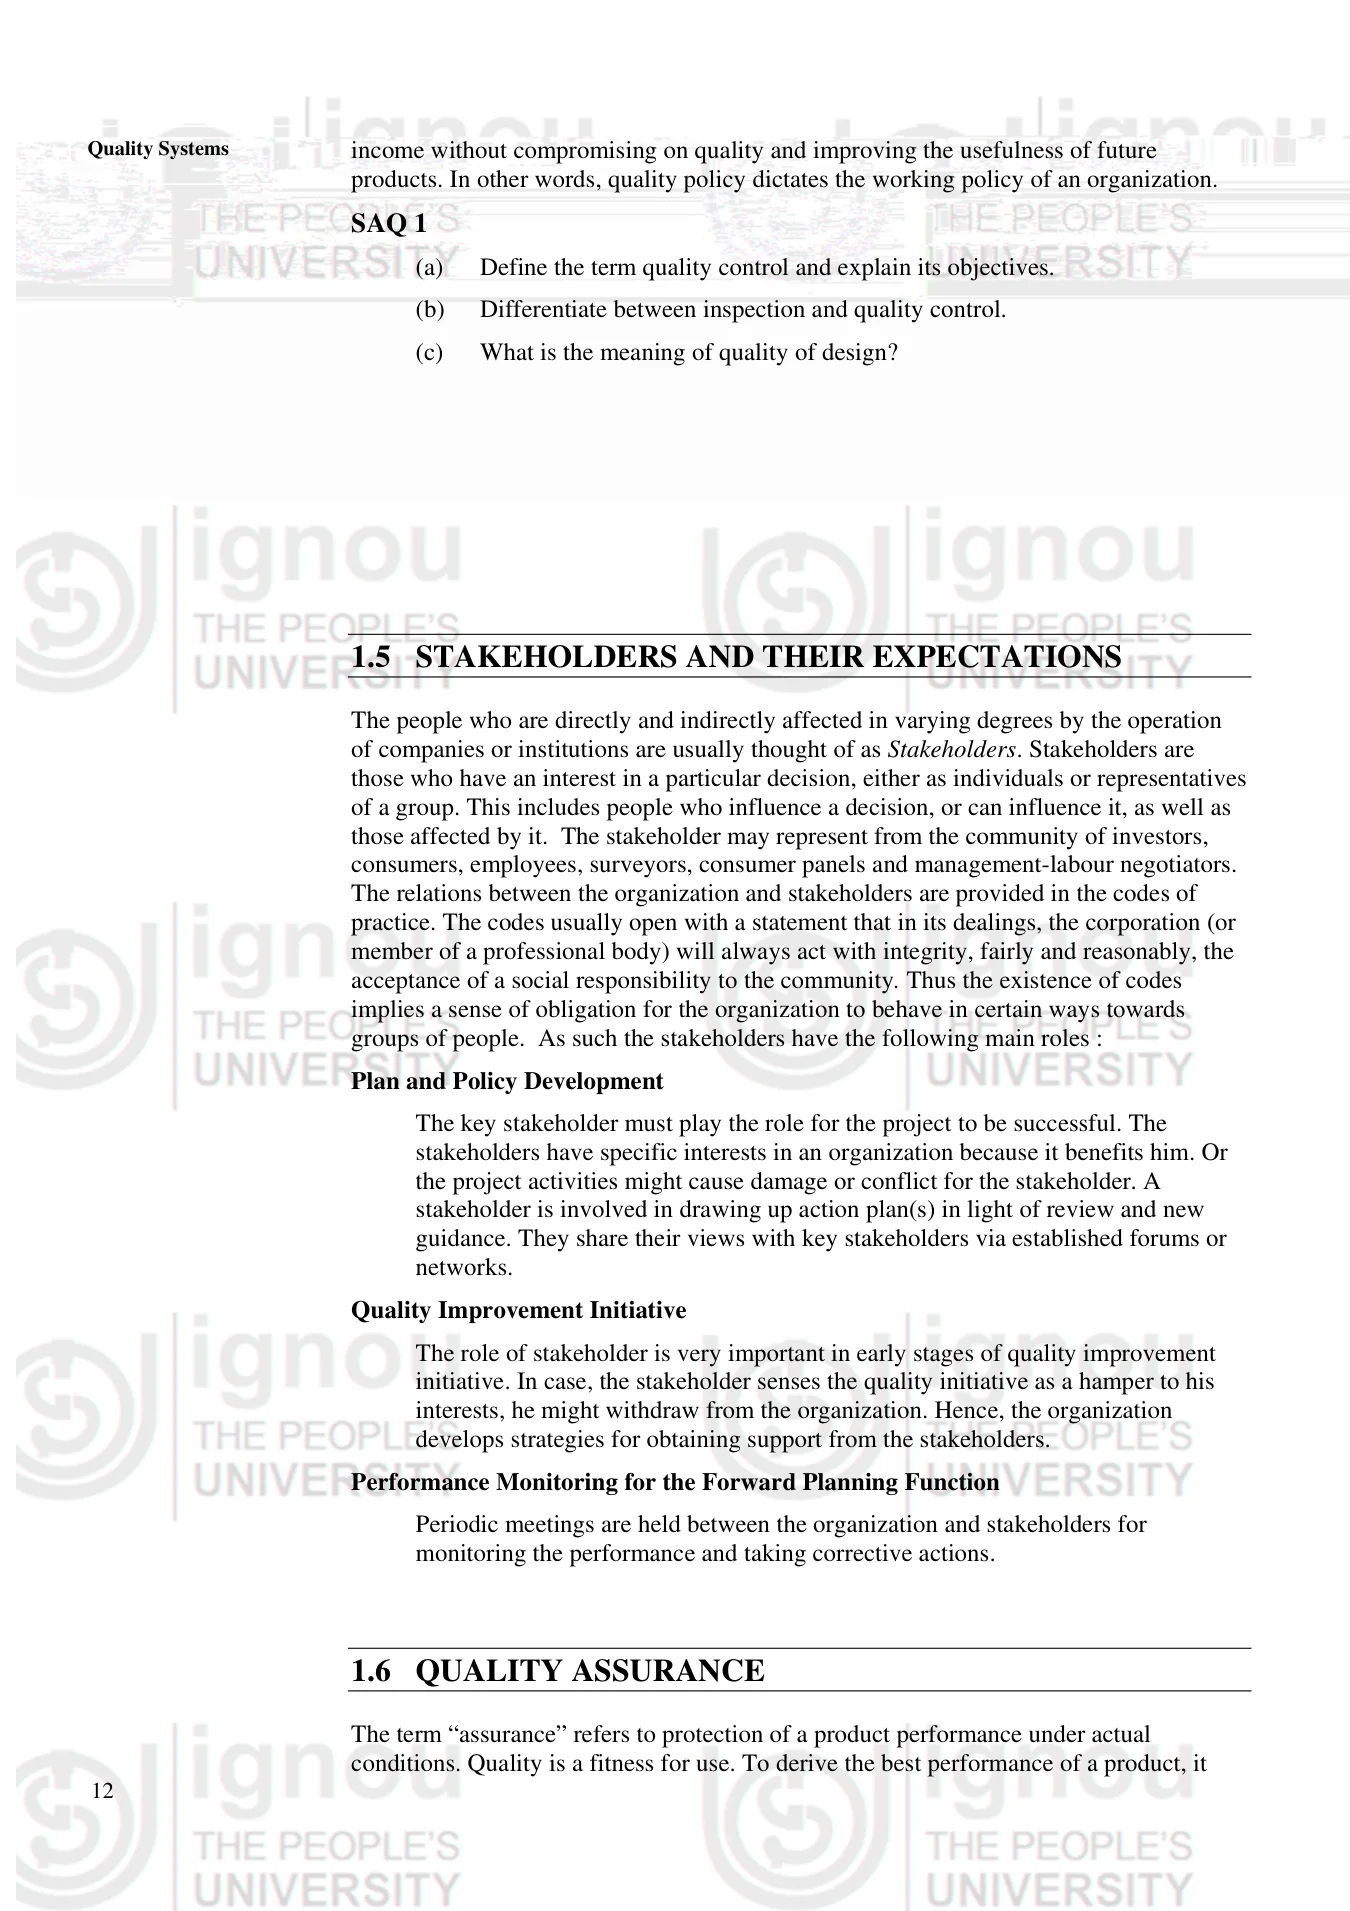 Quality Systems
income without compromising on quality and improving the usefulness of future
products. In other words, quality policy dictates the working policy of an organization.
SAQ 1
(a) Define the term quality control and explain its objectives.
(b) Differentiate between inspection and quality control.
(c) What is the meaning of quality of design?
1.5 STAKEHOLDERS AND THEIR EXPECTATIONS
The people who are directly and indirectly affected in varying degrees by the operation
of companies or institutions are usually thought of as Stakeholders. Stakeholders are
those who have an interest in a particular decision, either as individuals or representatives
of a group. This includes people who influence a decision, or can influence it, as well as
those affected by it. The stakeholder may represent from the community of investors,
consumers, employees, surveyors, consumer panels and management-labour negotiators.
The relations between the organization and stakeholders are provided in the codes of
practice. The codes usually open with a statement that in its dealings, the corporation (or
member of a professional body) will always act with integrity, fairly and reasonably, the
acceptance of a social responsibility to the community. Thus the existence of codes
implies a sense of obligation for the organization to behave in certain ways towards
groups of people. As such the stakeholders have the following main roles :
Plan and Policy Development
The key stakeholder must play the role for the project to be successful. The
stakeholders have specific interests in an organization because it benefits him. Or
the project activities might cause damage or conflict for the stakeholder. A
stakeholder is involved in drawing up action plan(s) in light of review and new
guidance. They share their views with key stakeholders via established forums or
networks.
Quality Improvement Initiative
The role of stakeholder is very important in early stages of quality improvement
initiative. In case, the stakeholder senses the quality initiative as a hamper to his
interests, he might withdraw from the organization. Hence, the organization
develops strategies for obtaining support from the stakeholders.
Performance Monitoring for the Forward Planning Function
Periodic meetings are held between the organization and stakeholders for
monitoring the performance and taking corrective actions.
1.6 QUALITY ASSURANCE
The term “assurance” refers to protection of a product performance under actual
conditions. Quality is a fitness for use. To derive the best performance of a product, it
12
ignou
THE PEOPLE'S
UNIVERSITY